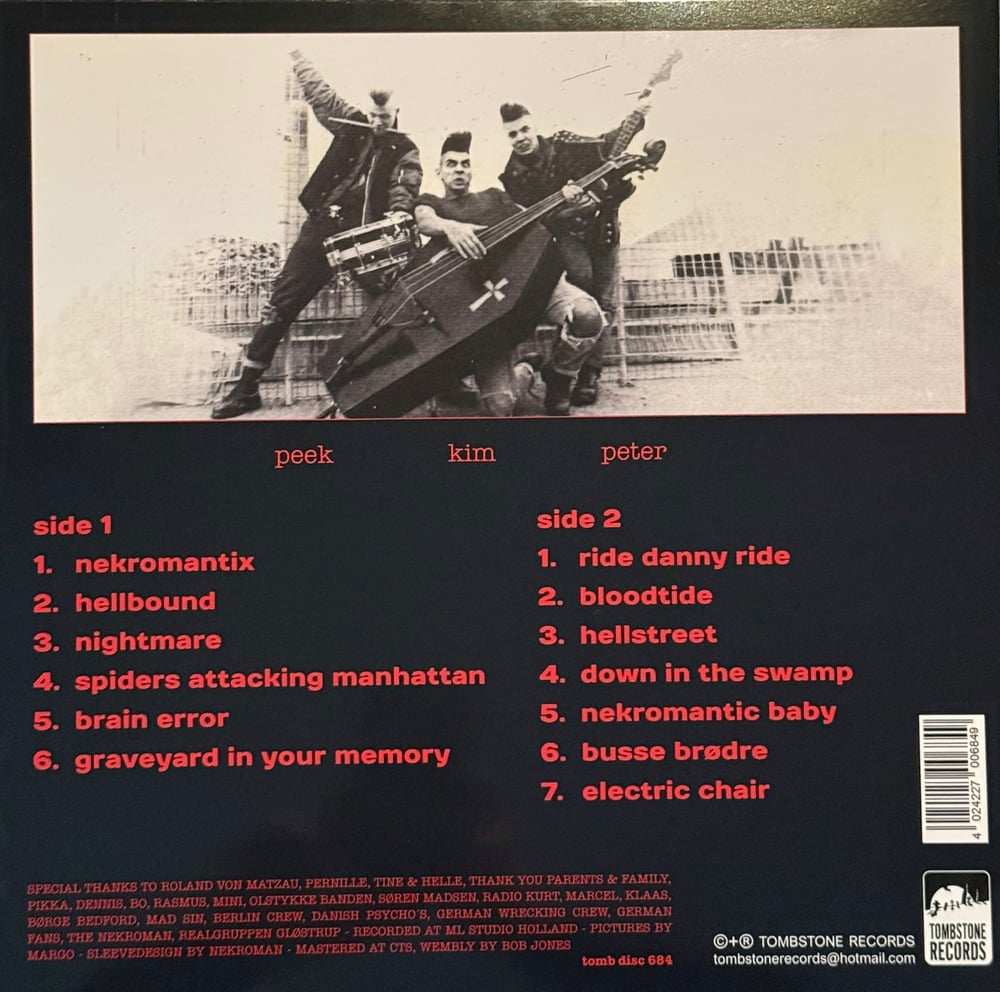 peek kim peter
side 1
1. nekromantix
2. hellbound
3. nightmare
4. spiders attacking manhattan
5. brain error
6. graveyard in your memory
side 2
1. ride danny ride
2. bloodtide
3. hellstreet
4. down in the swamp
5. nekromantic baby
6. busse brødre
7. electric chair
SPECIAL THANKS TO ROLAND VON MATZAU, PERNILLE, TINE & HELLE, THANK YOU PARENTS & FAMILY,
PIKKA, DENNIS, BO, RASMUS, MINI, OLSTYKKE BANDEN, SØREN MADSEN, RADIO KURT, MARCEL, KLAAS,
BØRGE BEDFORD, MAD SIN, BERLIN CREW, DANISH PSYCHO'S, GERMAN WRECKING CREW, GERMAN
FANS, THE NEKROMAN, REALGRUPPEN GLØSTRUP - RECORDED AT ML STUDIO HOLLAND - PICTURES BY
MARGO - SLEEVEDESIGN BY NEKROMAN - MASTERED AT CTS, WEMBLY BY BOB JONES
tomb disc 684
4 024227 006849
©+® TOMBSTONE RECORDS
tombstonerecords@hotmail.com
TOMBSTONE
RECORDS